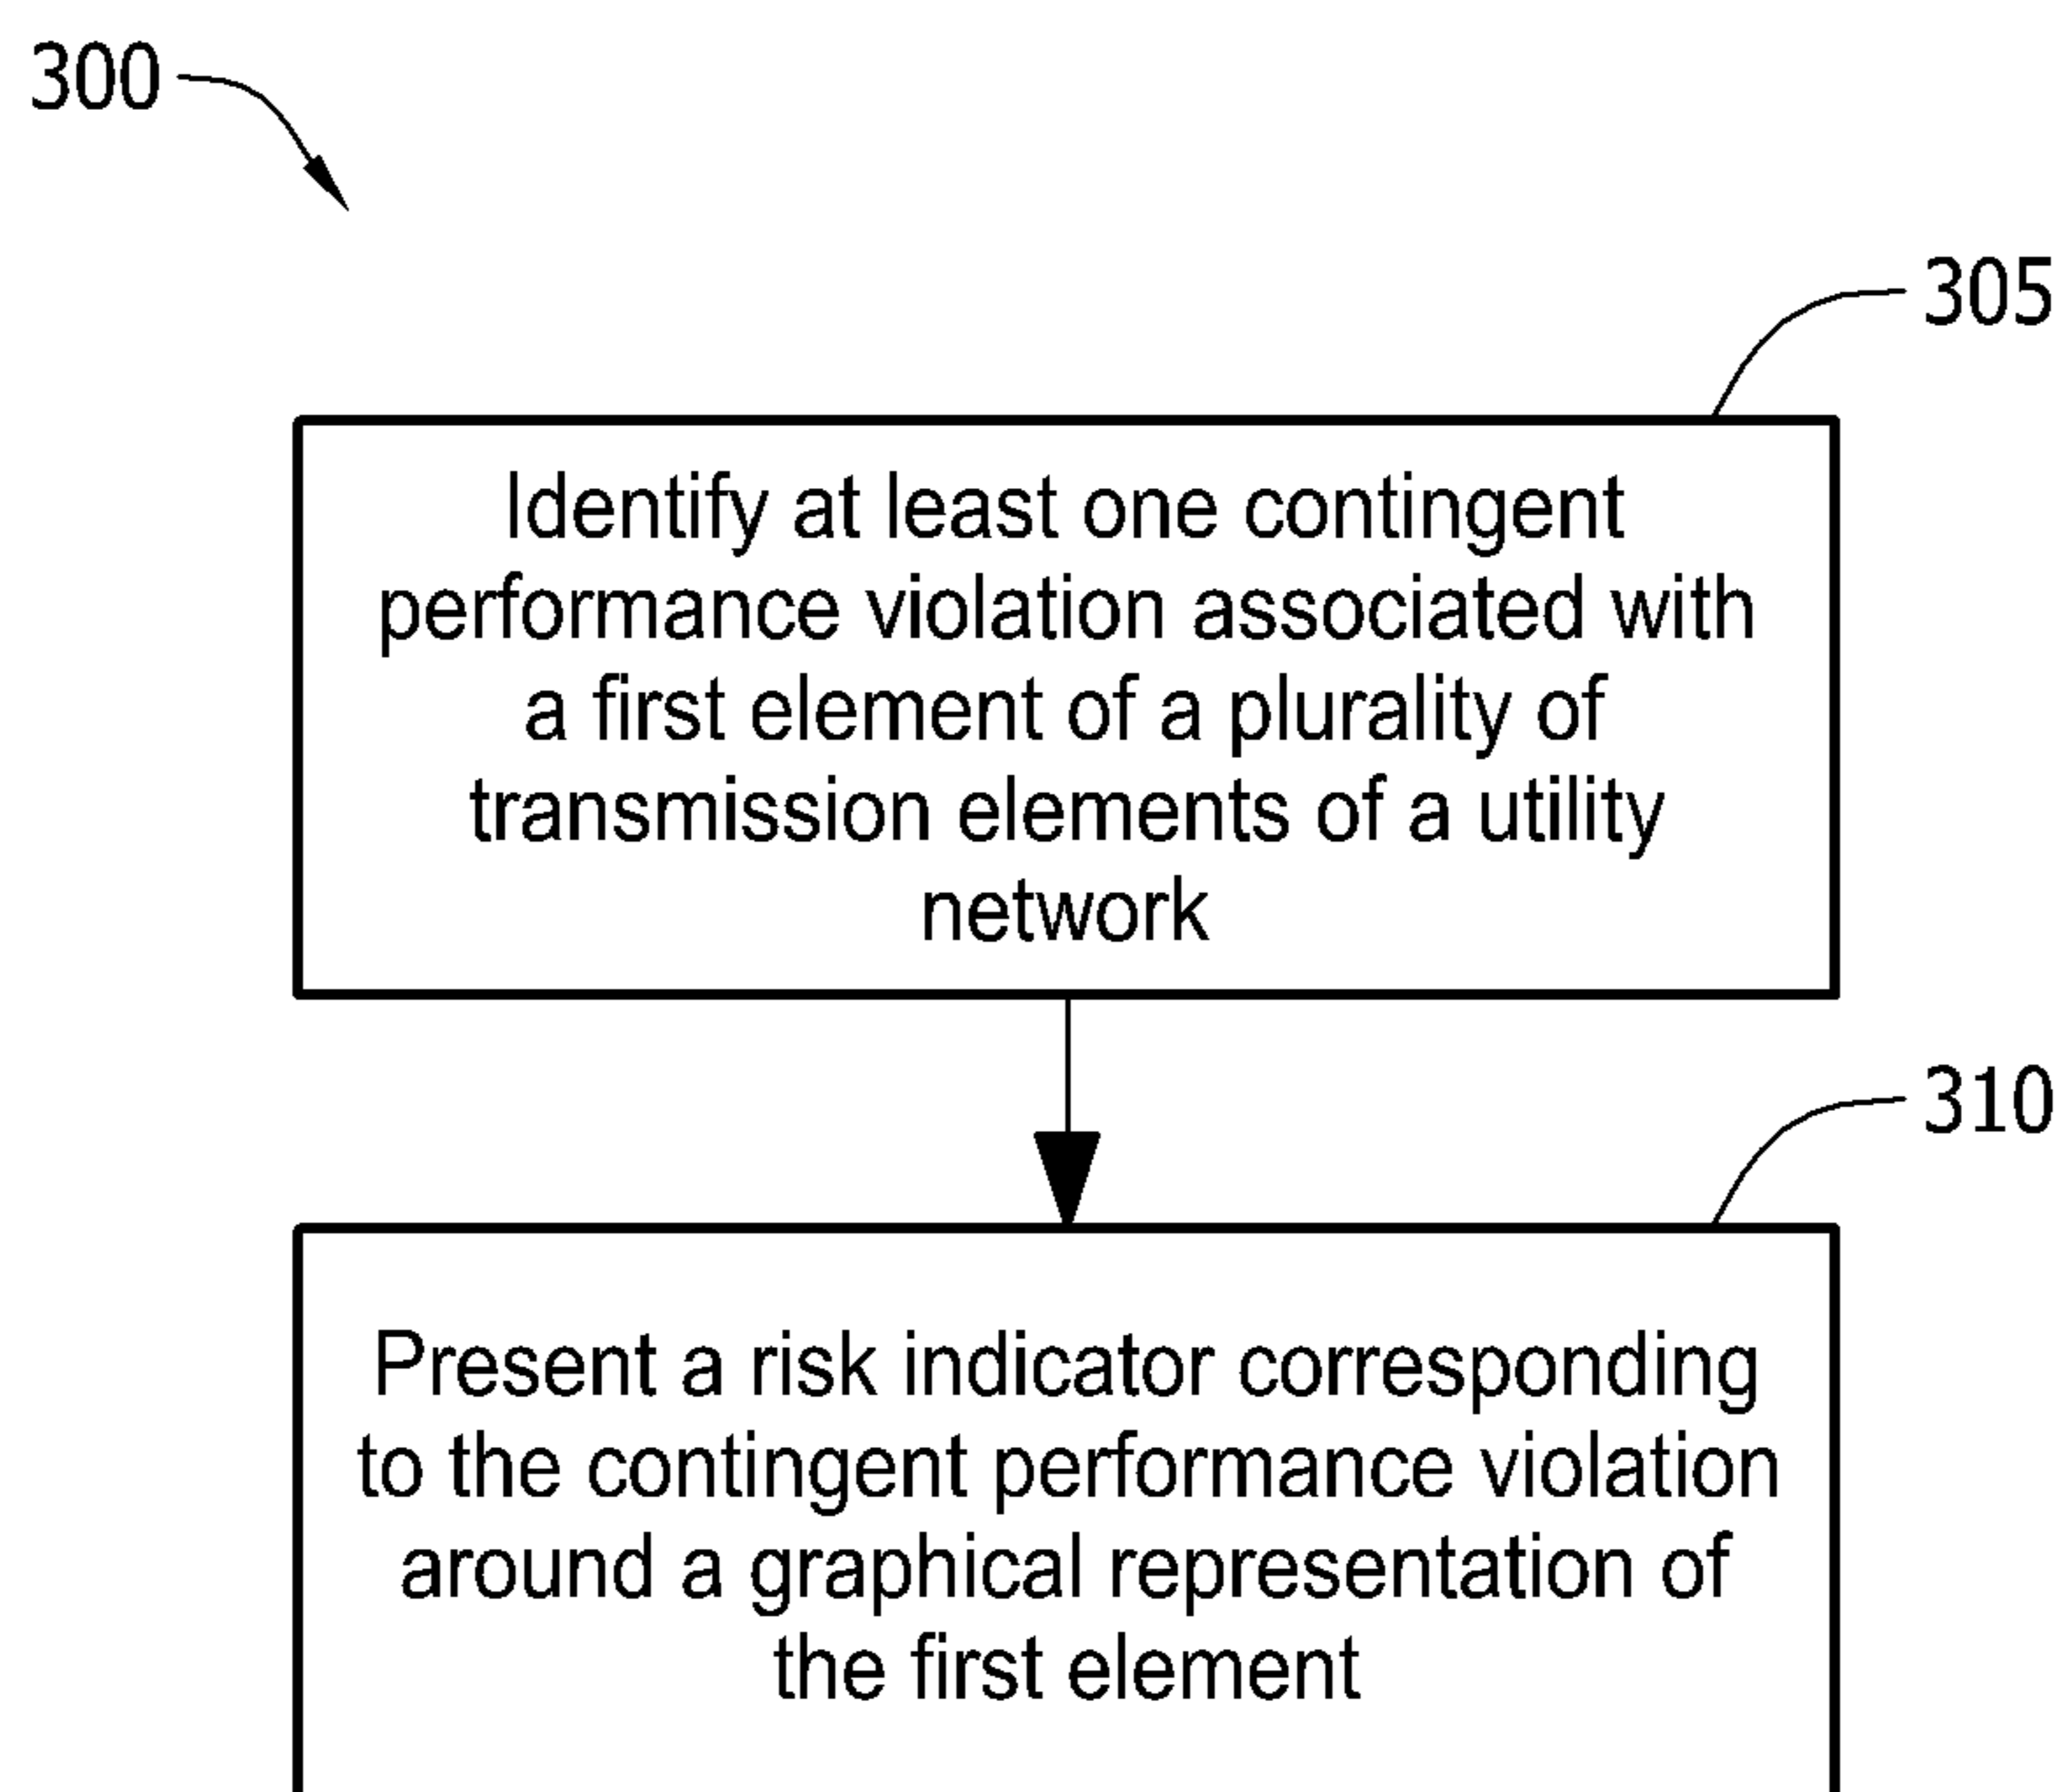 300
305
Identify at least one contingent
performance violation associated with
a first element of a plurality of
transmission elements of a utility
network
310
Present a risk indicator corresponding
to the contingent performance violation
around a graphical representation of
the first element